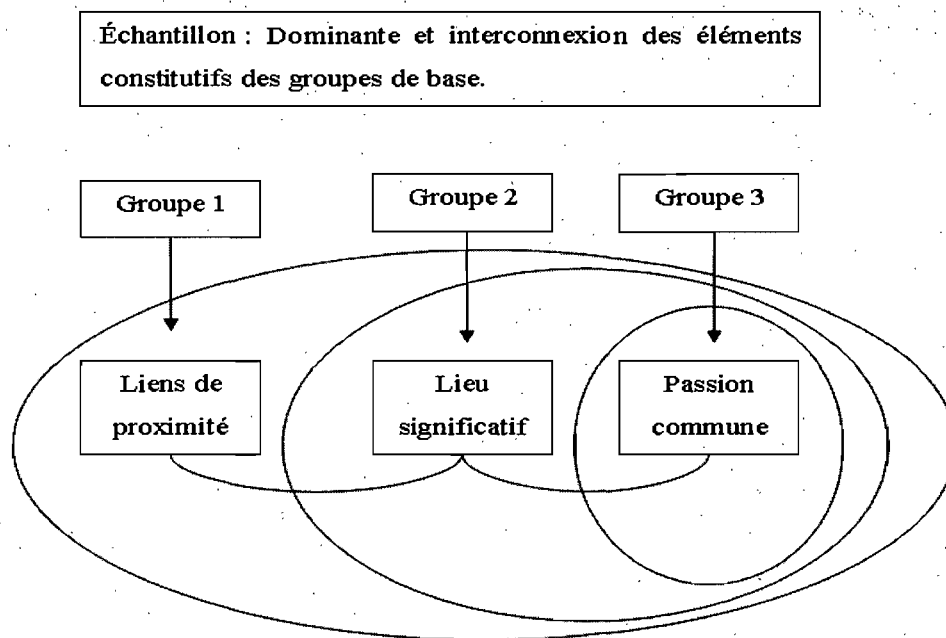 Échantillon : Dominante et interconnexion des éléments
constitutifs des groupes de base.
Groupe 1
Groupe 2
Groupe 3
Liens de
proximité
Lieu
significatif
Passion
commune